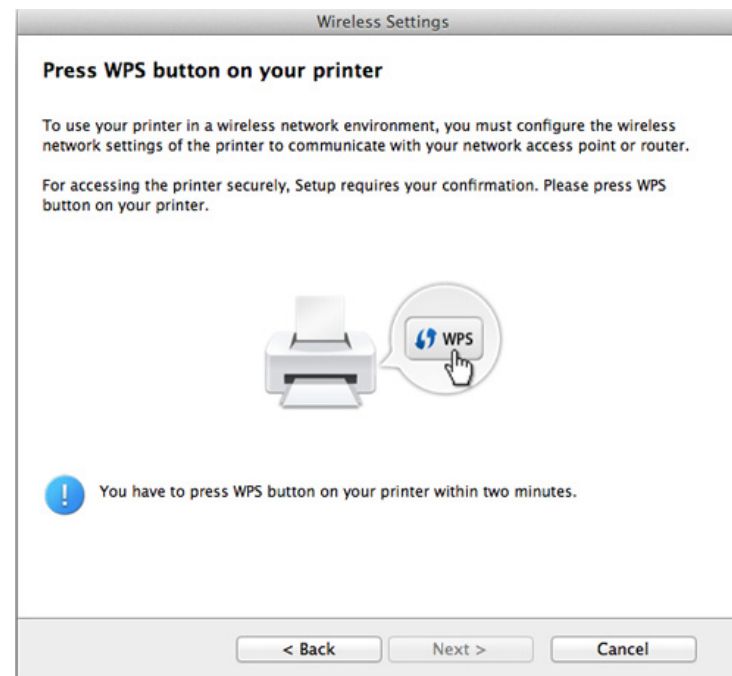 Wireless Settings
Press WPS button on your printer
To use your printer in a wireless network environment, you must configure the wireless
network settings of the printer to communicate with your network access point or router.
For accessing the printer securely, Setup requires your confirmation. Please press WPS
button on your printer.
WPS
You have to press WPS button on your printer within two minutes.
< Back
Next >
Cancel